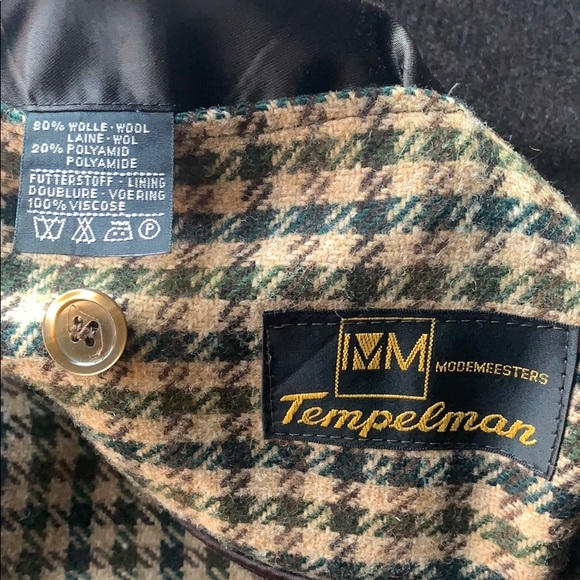 80% WOLLE · WOOL
LAINE · WOL
20% POLYAMID
POLYAMIDE
FUTTERSTOFF - LINING
DOUBLURE - VOERING
100% VISCOSE
P
MM
MODEMEESTERS
Tempelman